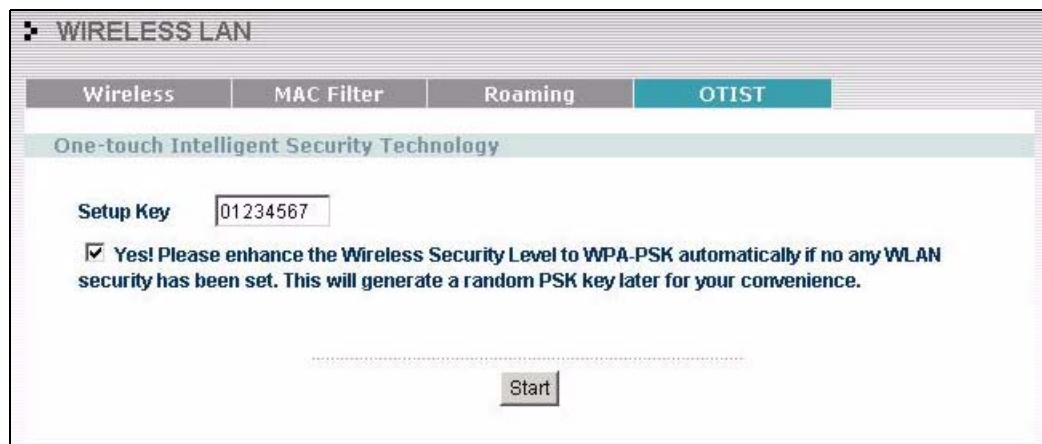 WIRELESS LAN
Wireless MAC Filter Roaming OTIST
One-touch Intelligent Security Technology
Setup Key 01234567
Yes! Please enhance the Wireless Security Level to WPA-PSK automatically if no any WLAN
security has been set. This will generate a random PSK key later for your convenience.
Start